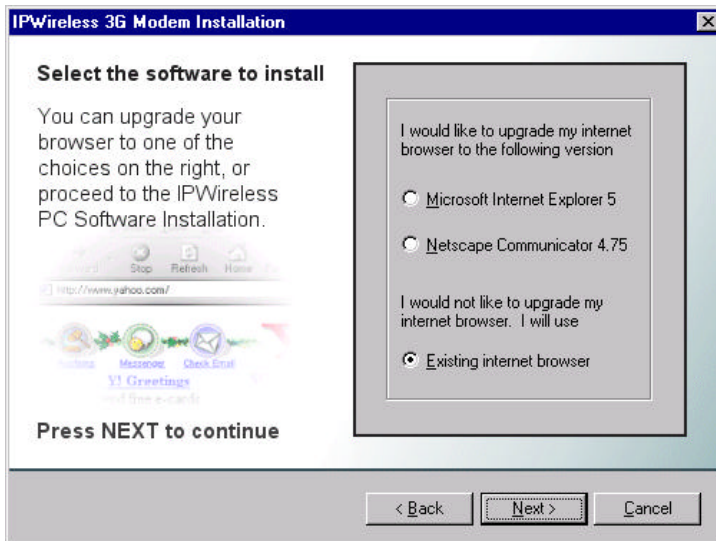 IPWireless 3G Modem Installation
Select the software to install
You can upgrade your
browser to one of the
choices on the right, or
proceed to the IPWireless
PC Software Installation.
Stop Refresh Home
http://www.yahoo.com/
Messenger Check Email
Y! Greetings
send free e-cards
Press NEXT to continue
I would like to upgrade my internet
browser to the following version
Microsoft Internet Explorer 5
Netscape Communicator 4.75
I would not like to upgrade my
internet browser. I will use
Existing internet browser
< Back
Next >
Cancel